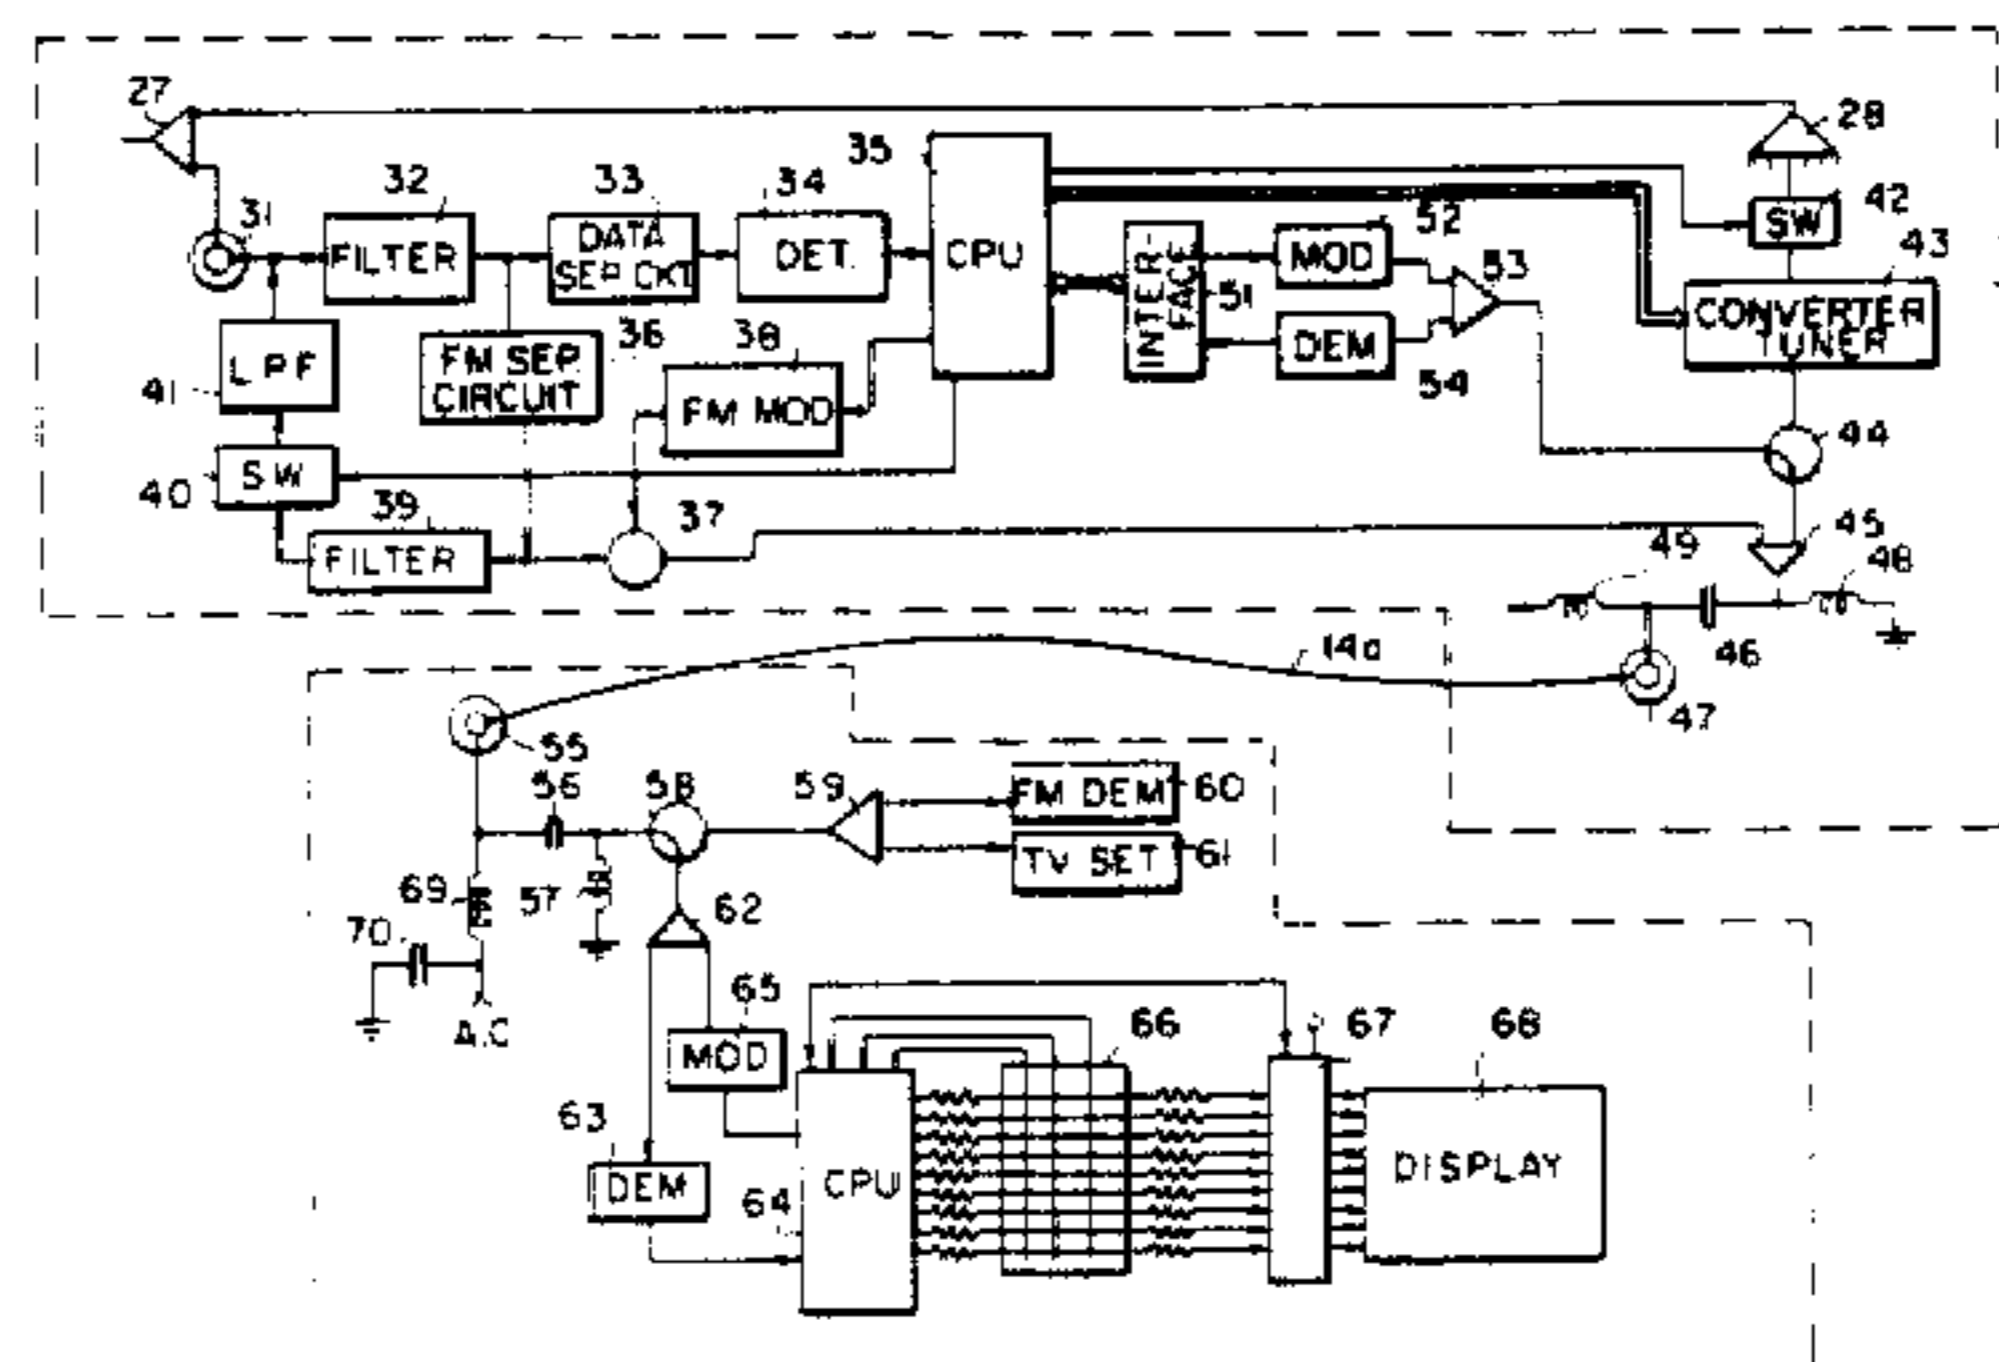 27
28
31
32
33
34
35
FILTER
DATA
SEP CKT
DET.
CPU
INTER-
FACE
51
MOD
52
53
SW
42
43
CONVERTER
TUNER
DEM
54
LPF
41
FM SEP.
CIRCUIT
36
38
FM MOD
44
SW
40
39
FILTER
37
45
49
48
46
47
14a
55
56
58
59
FM DEM
60
TV SET
61
69
57
62
70
A.C
65
MOD
66
67
68
63
DEM
64
CPU
DISPLAY